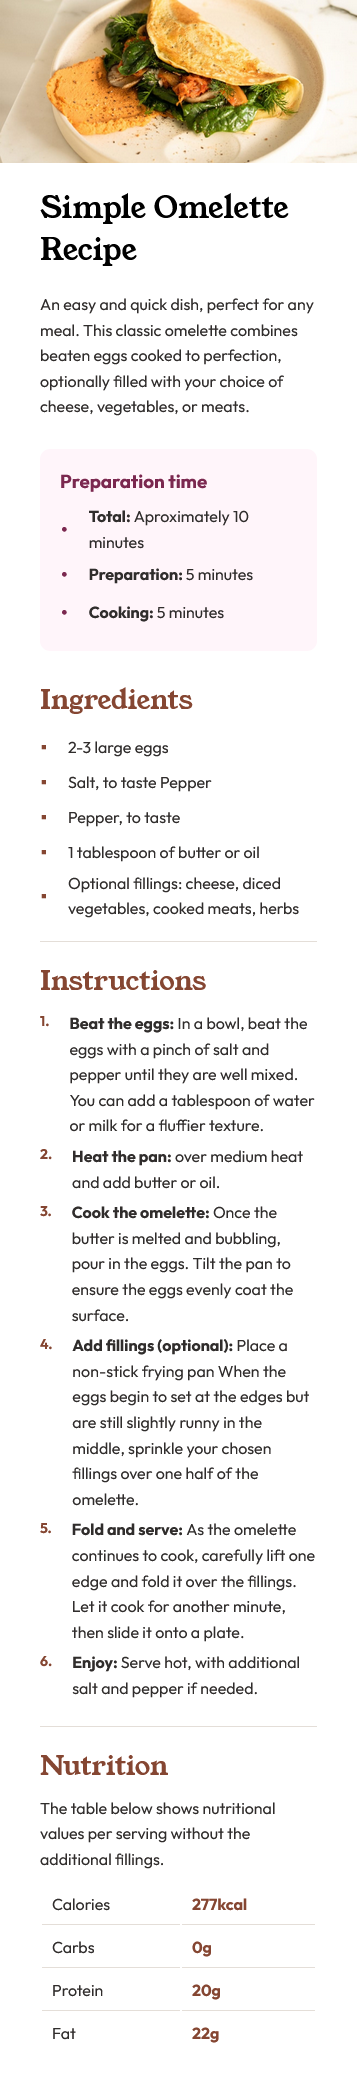 Simple Omelette
Recipe
An easy and quick dish, perfect for any
meal. This classic omelette combines
beaten eggs cooked to perfection,
optionally filled with your choice of
cheese, vegetables, or meats.
Preparation time
• Total: Aproximately 10
minutes
• Preparation: 5 minutes
• Cooking: 5 minutes
Ingredients
▪ 2-3 large eggs
▪ Salt, to taste Pepper
▪ Pepper, to taste
▪ 1 tablespoon of butter or oil
▪ Optional fillings: cheese, diced
vegetables, cooked meats, herbs
Instructions
1. Beat the eggs: In a bowl, beat the
eggs with a pinch of salt and
pepper until they are well mixed.
You can add a tablespoon of water
or milk for a fluffier texture.
2. Heat the pan: over medium heat
and add butter or oil.
3. Cook the omelette: Once the
butter is melted and bubbling,
pour in the eggs. Tilt the pan to
ensure the eggs evenly coat the
surface.
4. Add fillings (optional): Place a
non-stick frying pan When the
eggs begin to set at the edges but
are still slightly runny in the
middle, sprinkle your chosen
fillings over one half of the
omelette.
5. Fold and serve: As the omelette
continues to cook, carefully lift one
edge and fold it over the fillings.
Let it cook for another minute,
then slide it onto a plate.
6. Enjoy: Serve hot, with additional
salt and pepper if needed.
Nutrition
The table below shows nutritional
values per serving without the
additional fillings.
Calories 277kcal
Carbs 0g
Protein 20g
Fat 22g